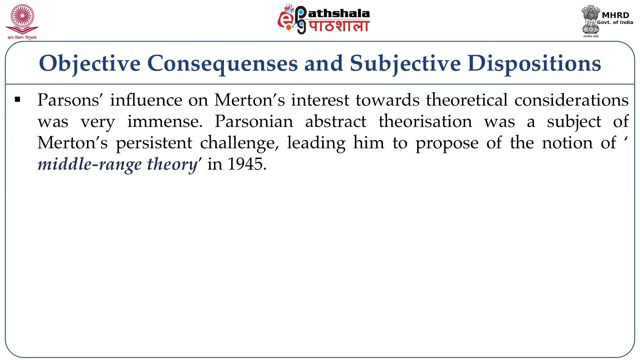 ePathshala
पाठशाला
MHRD
Govt. of India
Objective Consequenses and Subjective Dispositions
▪ Parsons’ influence on Merton’s interest towards theoretical considerations
was very immense. Parsonian abstract theorisation was a subject of
Merton’s persistent challenge, leading him to propose of the notion of ‘
middle-range theory’ in 1945.